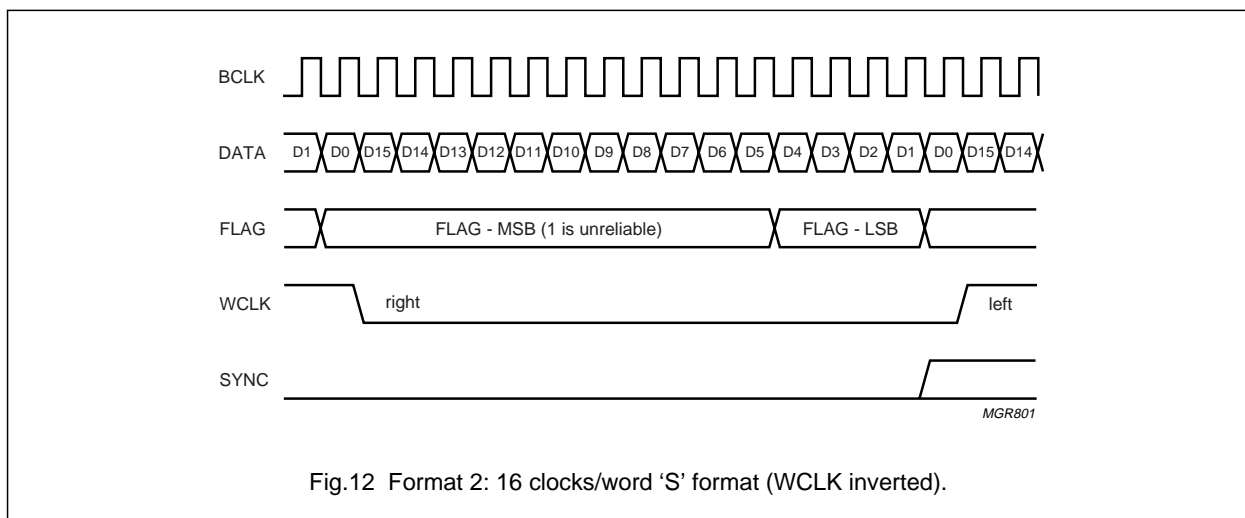 BCLK
DATA D1 D0 D15 D14 D13 D12 D11 D10 D9 D8 D7 D6 D5 D4 D3 D2 D1 D0 D15 D14
FLAG FLAG - MSB (1 is unreliable) FLAG - LSB
WCLK right left
SYNC
MGR801
Fig.12 Format 2: 16 clocks/word ‘S’ format (WCLK inverted).